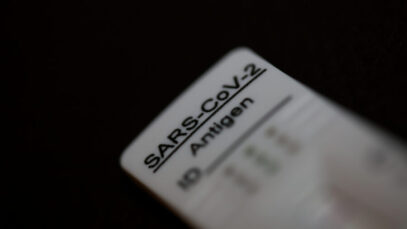 SARS-CoV-2
Antigen
ID